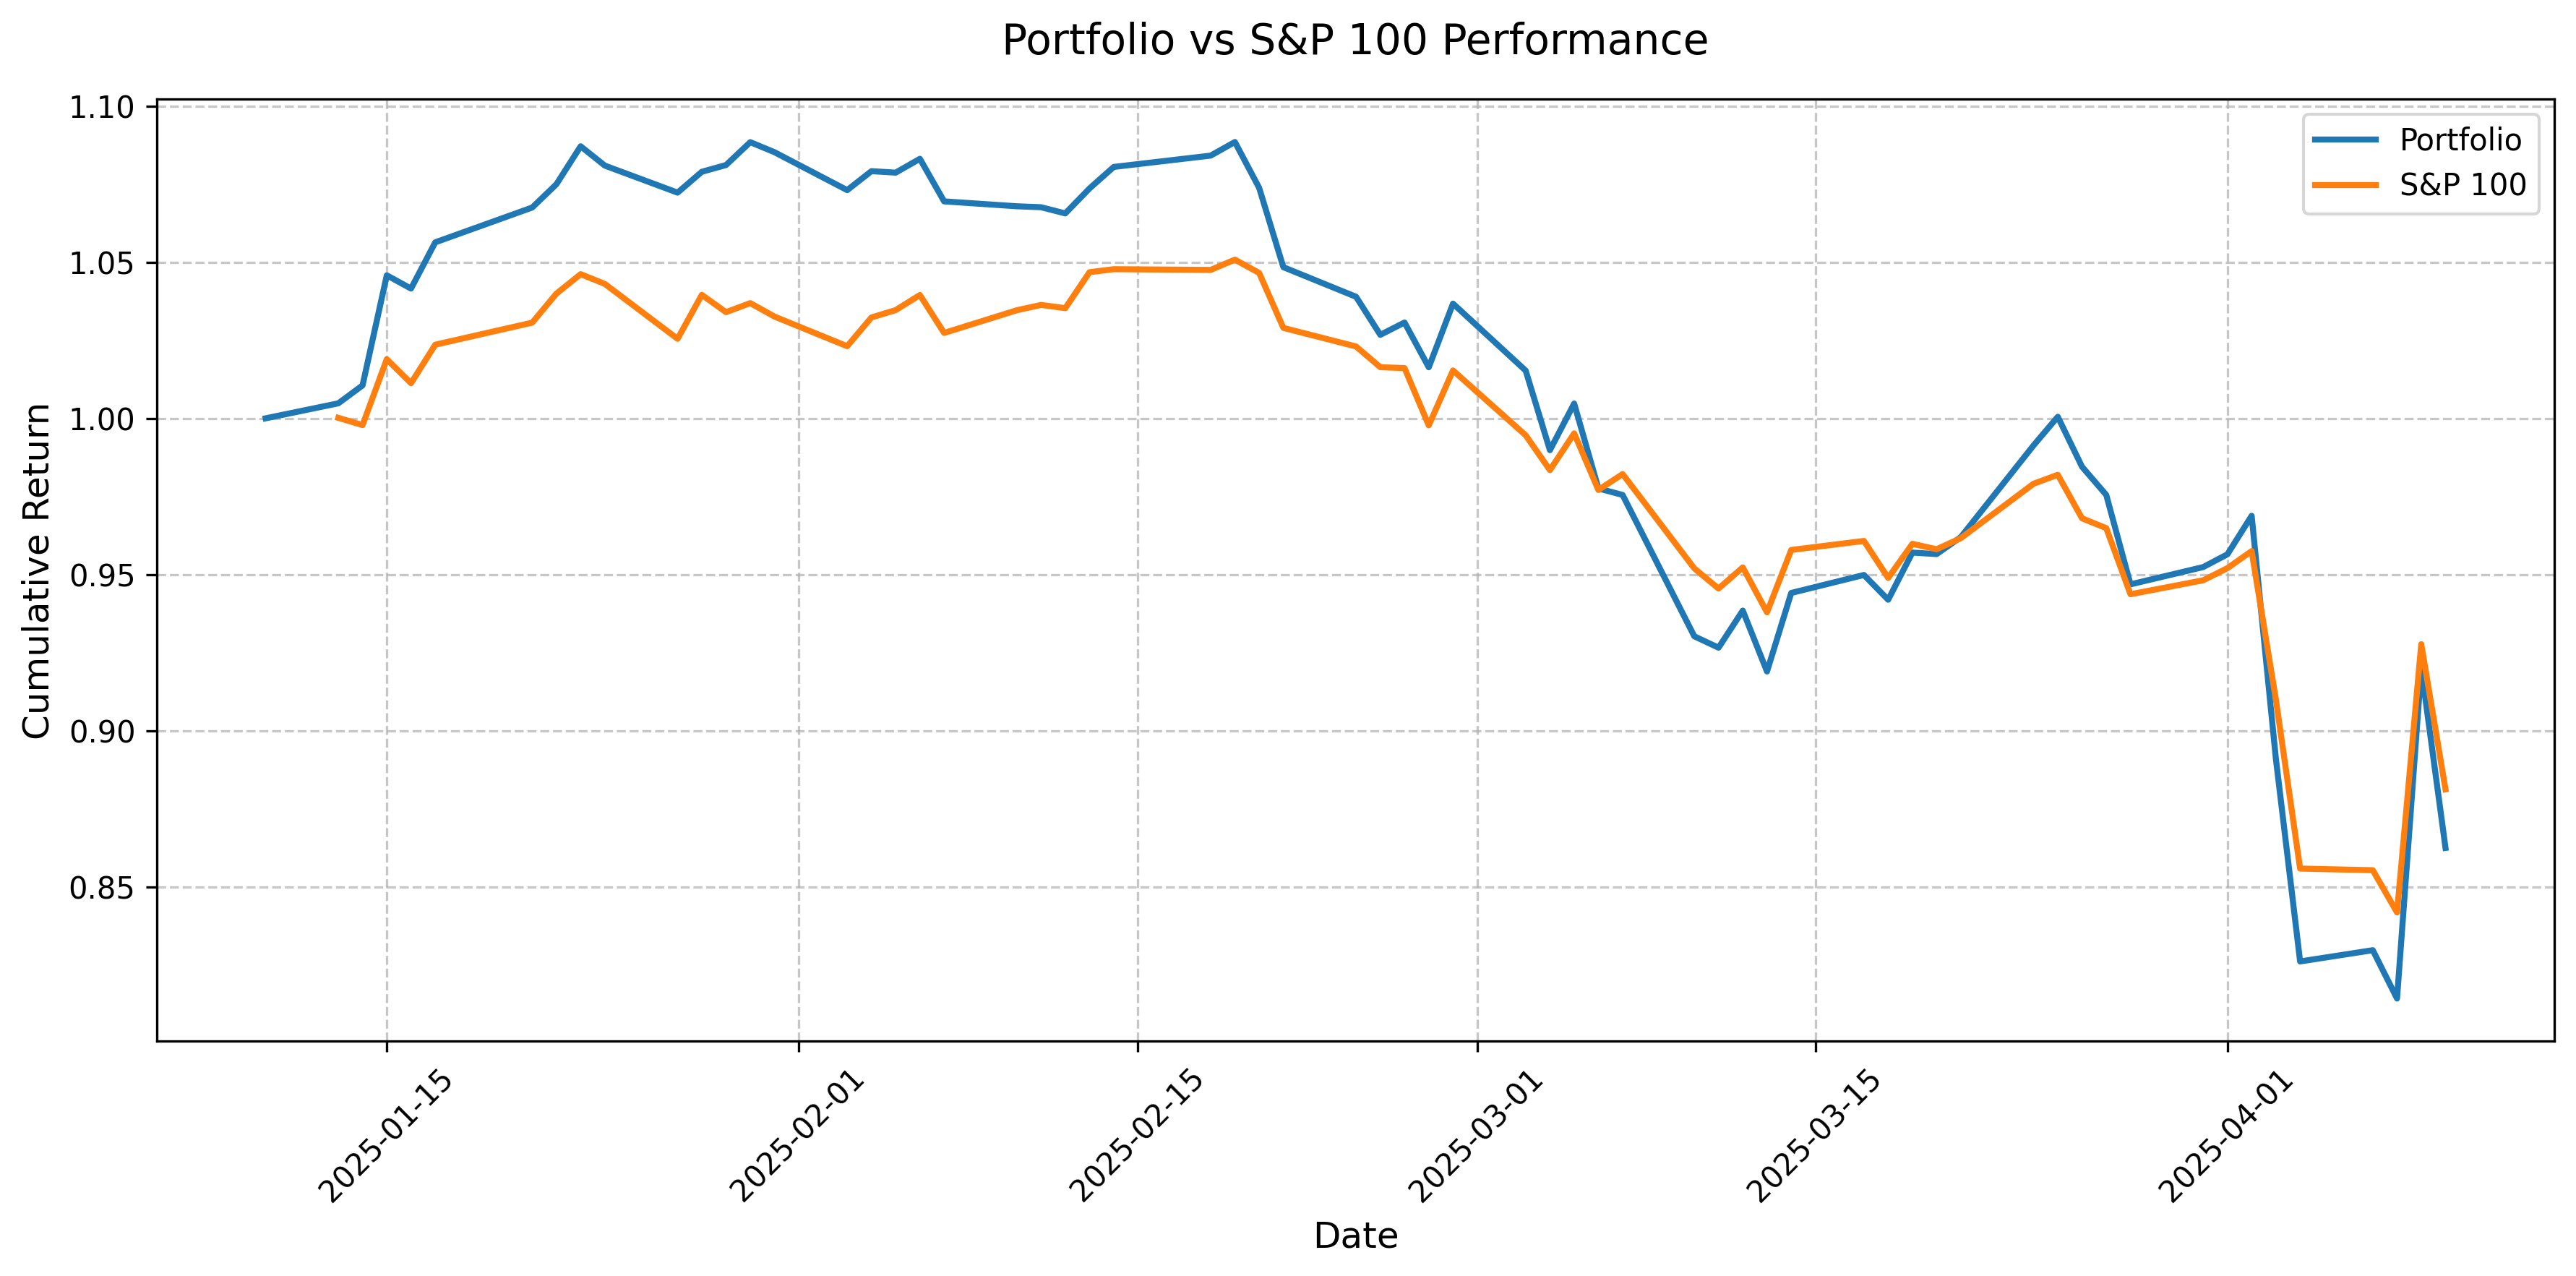 Portfolio vs S&P 100 Performance
1.10
1.05
1.00
0.95
0.90
0.85
Cumulative Return
Portfolio
S&P 100
2025-01-15
2025-02-01
2025-02-15
2025-03-01
2025-03-15
2025-04-01
Date